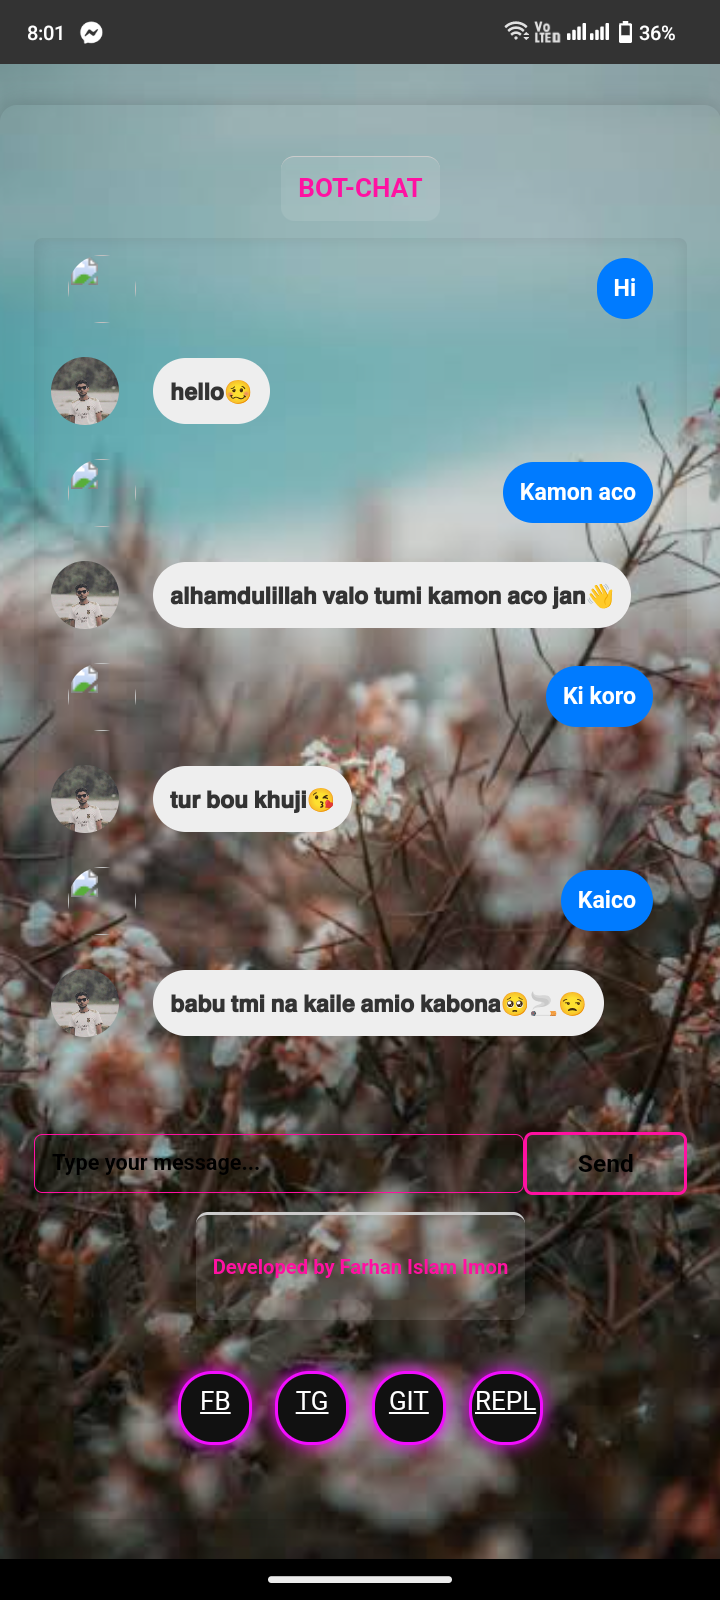 8:01 Vo LTED 36%
BOT-CHAT
Hi
hello🥴
Kamon aco
alhamdulillah valo tumi kamon aco jan👋
Ki koro
tur bou khuji😘
Kaico
babu tmi na kaile amio kabona🥺🚬😒
Type your message... Send
Developed by Farhan Islam Imon
FB TG GIT REPL